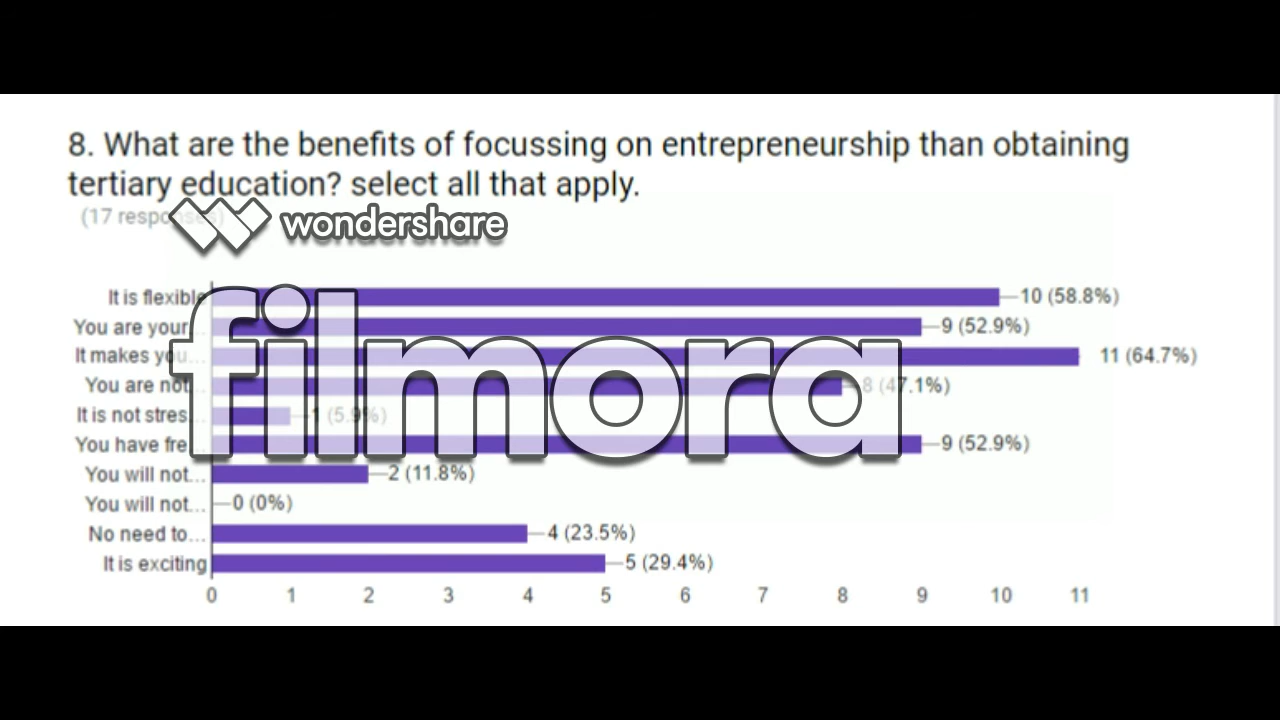 8. What are the benefits of focussing on entrepreneurship than obtaining
tertiary education? select all that apply.
(17 responses)
wondershare
filmora
It is flexible
10 (58.8%)
You are your...
9 (52.9%)
It makes you...
11 (64.7%)
You are not...
8 (47.1%)
It is not stres...
1 (5.9%)
You have fre...
9 (52.9%)
You will not...
2 (11.8%)
You will not...
0 (0%)
No need to...
4 (23.5%)
It is exciting
5 (29.4%)
0 1 2 3 4 5 6 7 8 9 10 11